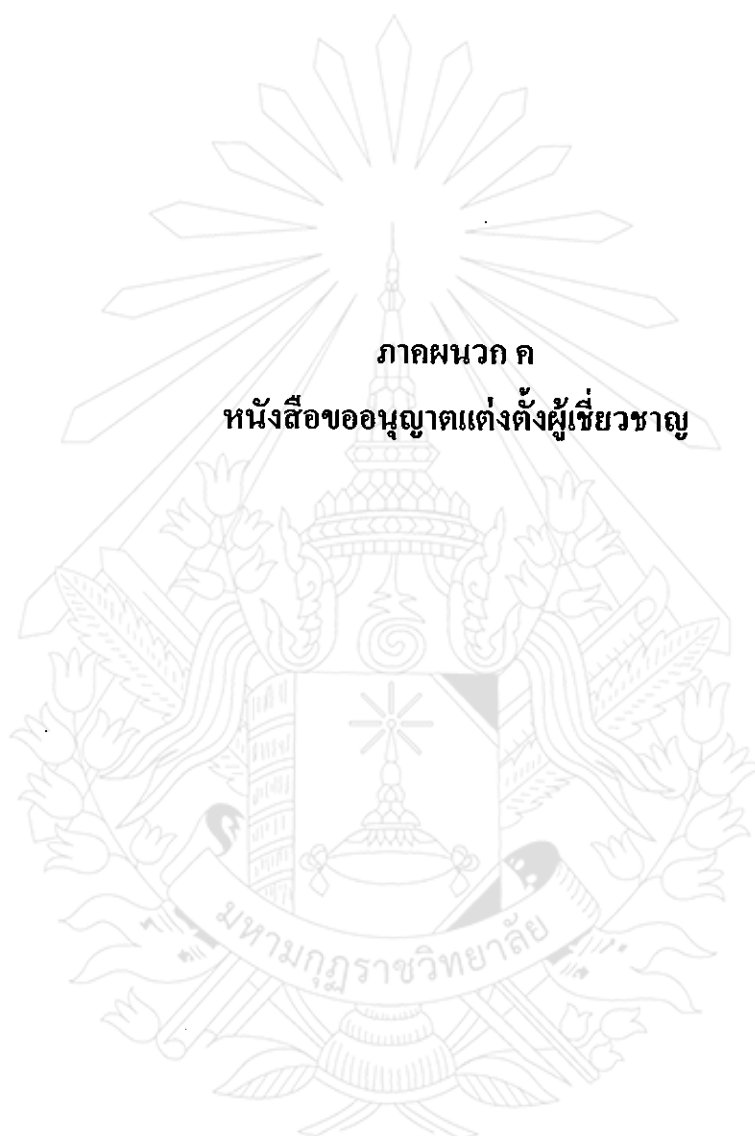 ภาคผนวก ค
หนังสือขออนุญาตแต่งตั้งผู้เชี่ยวชาญ
มหามกุฏราชวิทยาลัย